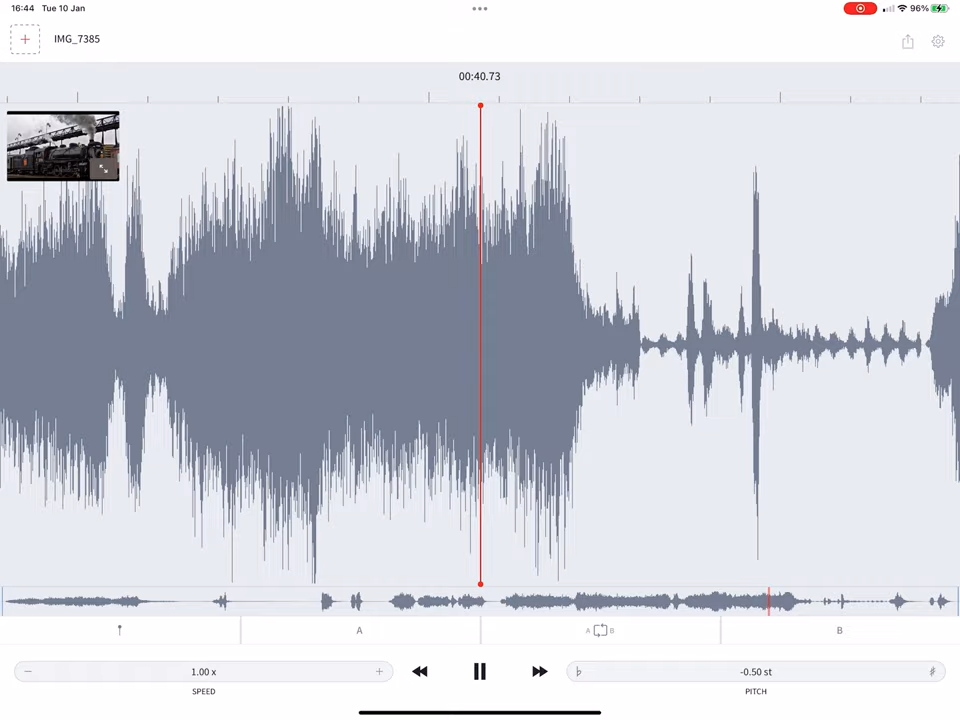 16:44 Tue 10 Jan
96%
IMG_7385
00:40.73
A
A B
B
− 1.00 x +
♭ -0.50 st ♯
SPEED
PITCH